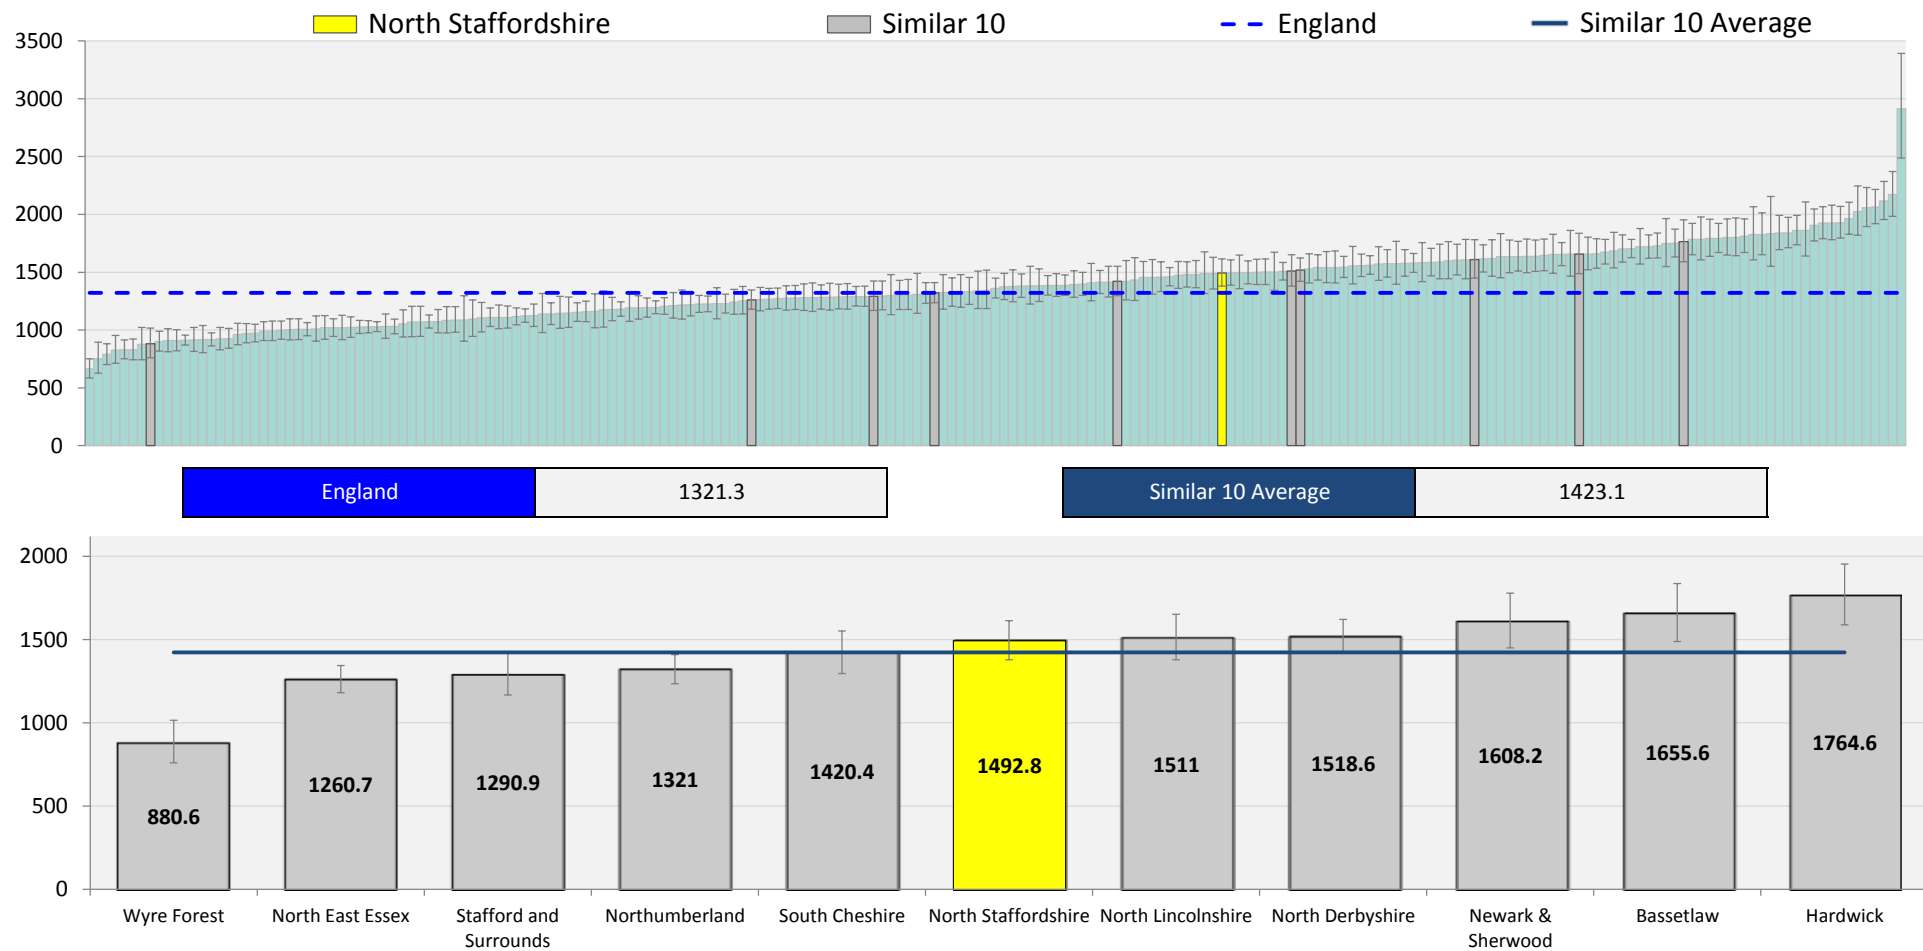 North Staffordshire
Similar 10
England
Similar 10 Average
3500
3000
2500
2000
1500
1000
500
0
England 1321.3
Similar 10 Average 1423.1
2000
1500
1000
500
0
880.6
1260.7
1290.9
1321
1420.4
1492.8
1511
1518.6
1608.2
1655.6
1764.6
Wyre Forest
North East Essex
Stafford and
Surrounds
Northumberland
South Cheshire
North Staffordshire
North Lincolnshire
North Derbyshire
Newark &
Sherwood
Bassetlaw
Hardwick